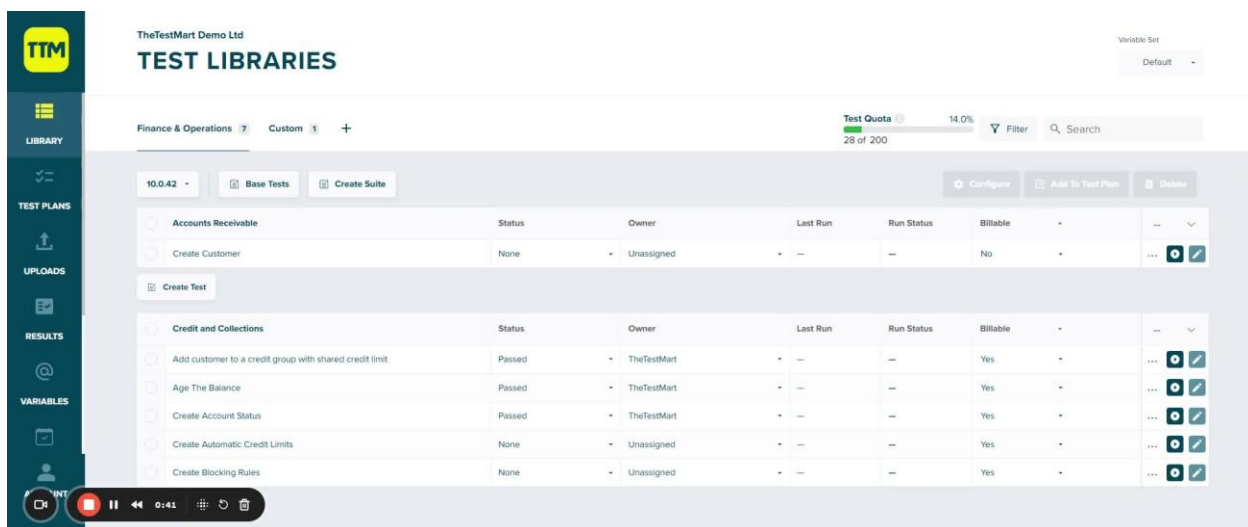 TTM
TheTestMart Demo Ltd
TEST LIBRARIES
Variable Set
Default
LIBRARY
TEST PLANS
UPLOADS
RESULTS
VARIABLES
Finance & Operations 7 Custom 1 +
Test Quota 14.0%
28 of 200
Filter
Search
10.0.42 Base Tests Create Suite Configure Add To Test Plan Delete
Accounts Receivable Status Owner Last Run Run Status Billable ...
Create Customer None Unassigned — — No ...
Create Test
Credit and Collections Status Owner Last Run Run Status Billable ...
Add customer to a credit group with shared credit limit Passed TheTestMart — — Yes ...
Age The Balance Passed TheTestMart — — Yes ...
Create Account Status Passed TheTestMart — — Yes ...
Create Automatic Credit Limits None Unassigned — — Yes ...
Create Blocking Rules None Unassigned — — Yes ...
0:41